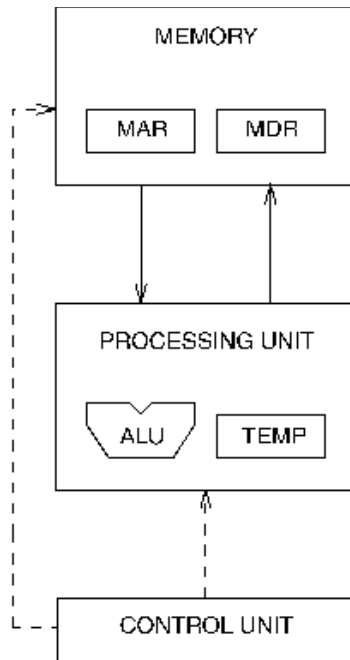 MEMORY
MAR MDR
PROCESSING UNIT
ALU TEMP
CONTROL UNIT